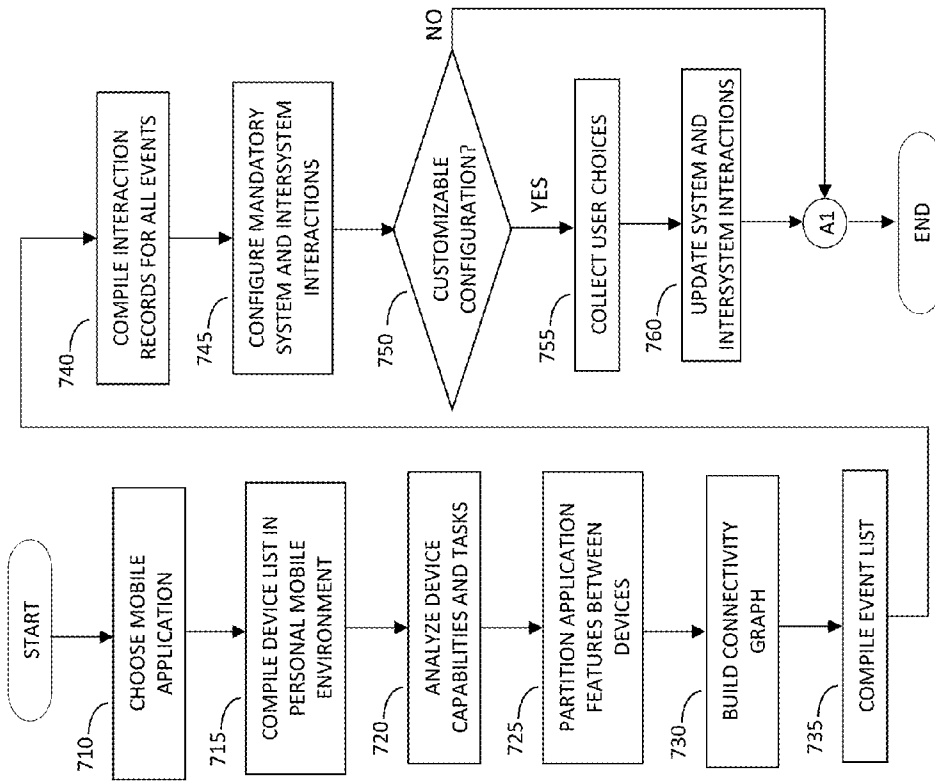 START
710
CHOOSE MOBILE
APPLICATION
715
COMPILE DEVICE LIST IN
PERSONAL MOBILE
ENVIRONMENT
720
ANALYZE DEVICE
CAPABILITIES AND TASKS
725
PARTITION APPLICATION
FEATURES BETWEEN
DEVICES
730
BUILD CONNECTIVITY
GRAPH
735
COMPILE EVENT LIST
740
COMPILE INTERACTION
RECORDS FOR ALL EVENTS
745
CONFIGURE MANDATORY
SYSTEM AND INTERSYSTEM
INTERACTIONS
750
CUSTOMIZABLE
CONFIGURATION?
NO
YES
755
COLLECT USER CHOICES
760
UPDATE SYSTEM AND
INTERSYSTEM INTERACTIONS
A1
END